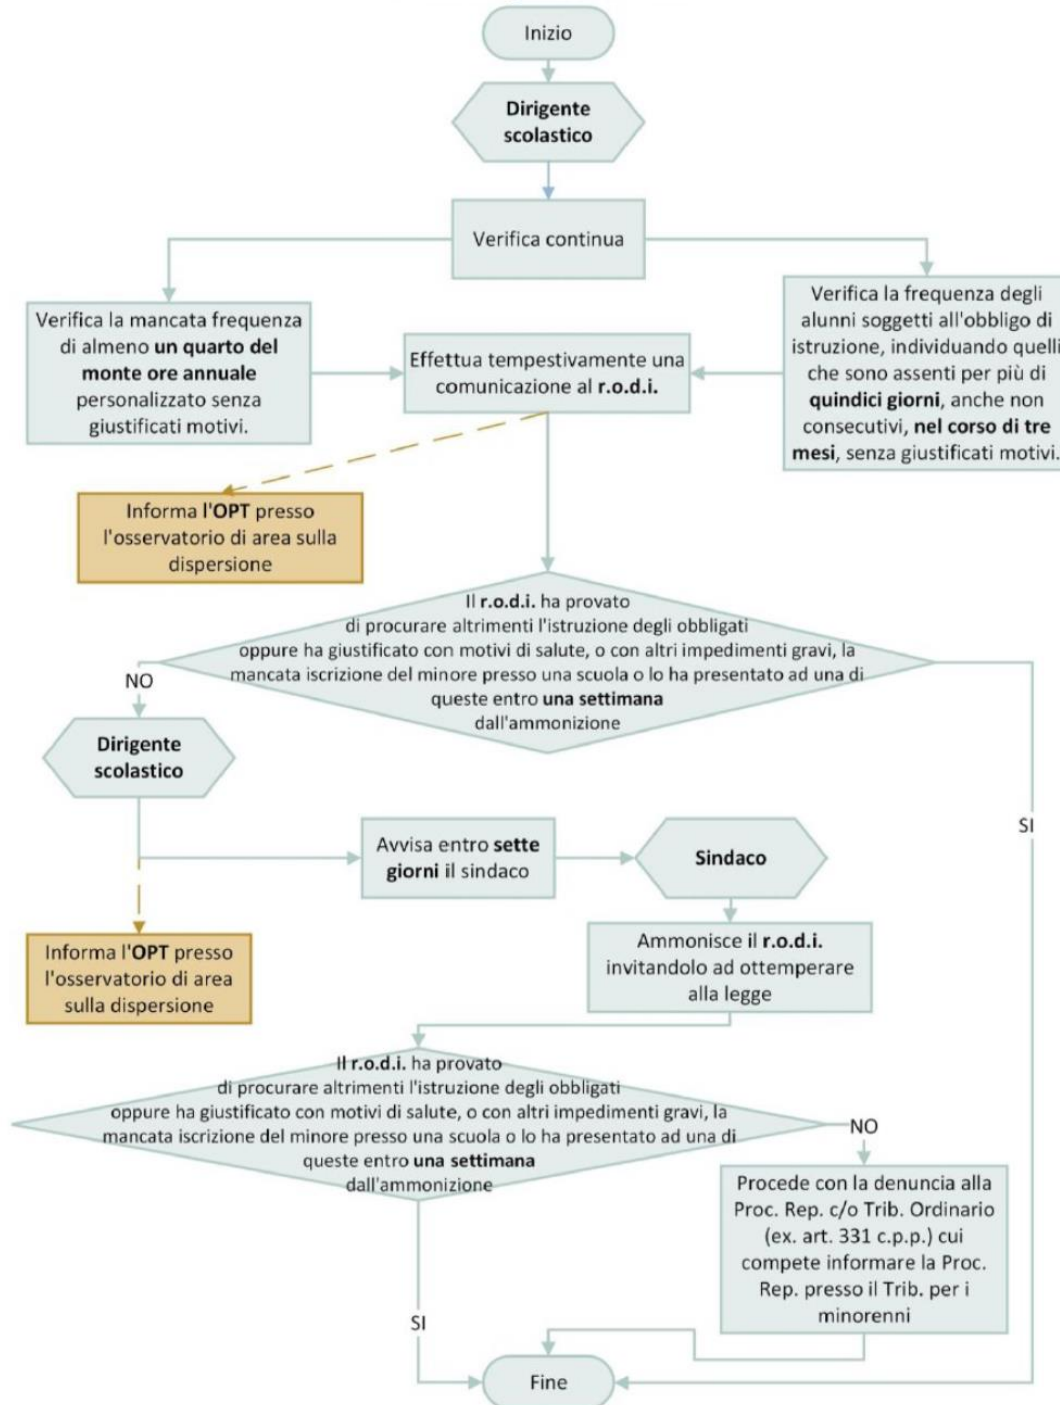 Inizio
Dirigente
scolastico
Verifica continua
Verifica la mancata frequenza
di almeno un quarto del
monte ore annuale
personalizzato senza
giustificati motivi.
Effettua tempestivamente una
comunicazione al r.o.d.i.
Verifica la frequenza degli
alunni soggetti all'obbligo di
istruzione, individuando quelli
che sono assenti per più di
quindici giorni, anche non
consecutivi, nel corso di tre
mesi, senza giustificati motivi.
Informa l'OPT presso
l'osservatorio di area sulla
dispersione
Il r.o.d.i. ha provato
di procurare altrimenti l'istruzione degli obbligati
oppure ha giustificato con motivi di salute, o con altri impedimenti gravi, la
mancata iscrizione del minore presso una scuola o lo ha presentato ad una di
queste entro una settimana
dall'ammonizione
NO
Dirigente
scolastico
SI
Avvisa entro sette
giorni il sindaco
Sindaco
Informa l'OPT presso
l'osservatorio di area
sulla dispersione
Ammonisce il r.o.d.i.
invitandolo ad ottemperare
alla legge
Il r.o.d.i. ha provato
di procurare altrimenti l'istruzione degli obbligati
oppure ha giustificato con motivi di salute, o con altri impedimenti gravi, la
mancata iscrizione del minore presso una scuola o lo ha presentato ad una di
queste entro una settimana
dall'ammonizione
NO
Procede con la denuncia alla
Proc. Rep. c/o Trib. Ordinario
(ex. art. 331 c.p.p.) cui
compete informare la Proc.
Rep. presso il Trib. per i
minorenni
SI
Fine